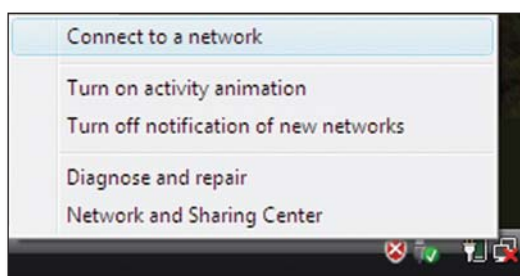 Connect to a network
Turn on activity animation
Turn off notification of new networks
Diagnose and repair
Network and Sharing Center